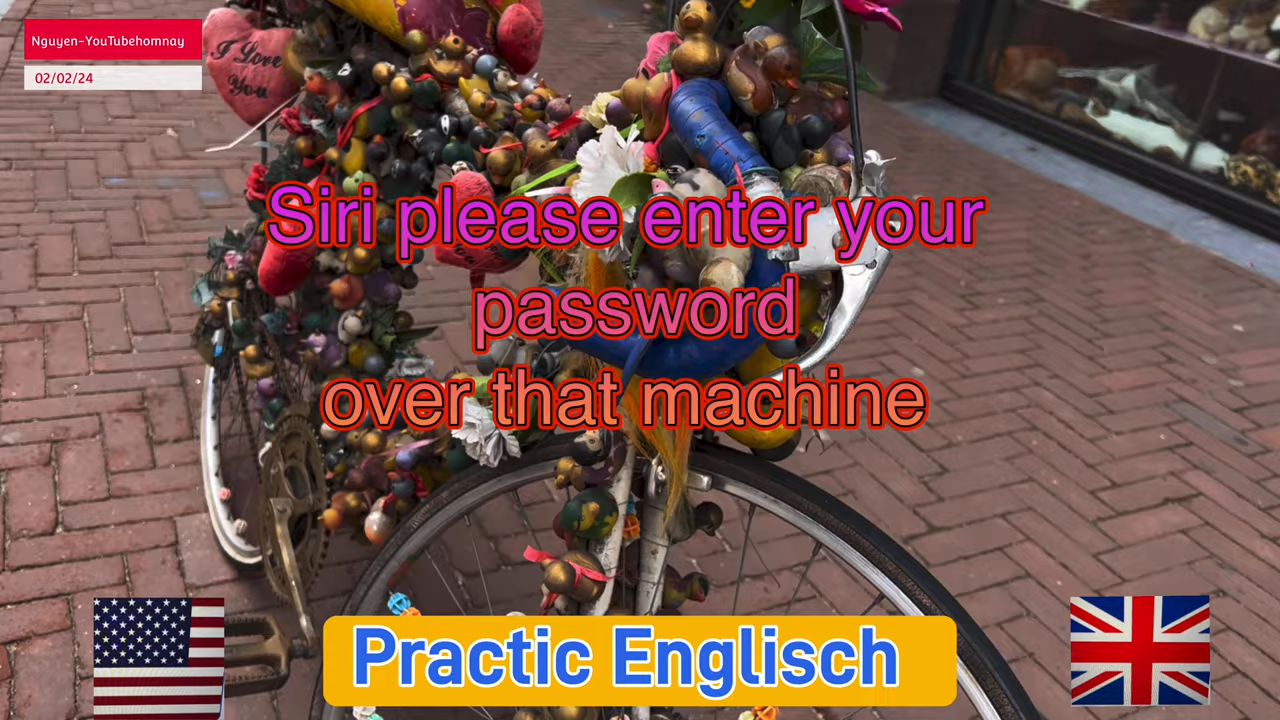 Nguyen-YouTubehomnay
02/02/24
I Love
You
Siri please enter your
password
over that machine
Practic Englisch